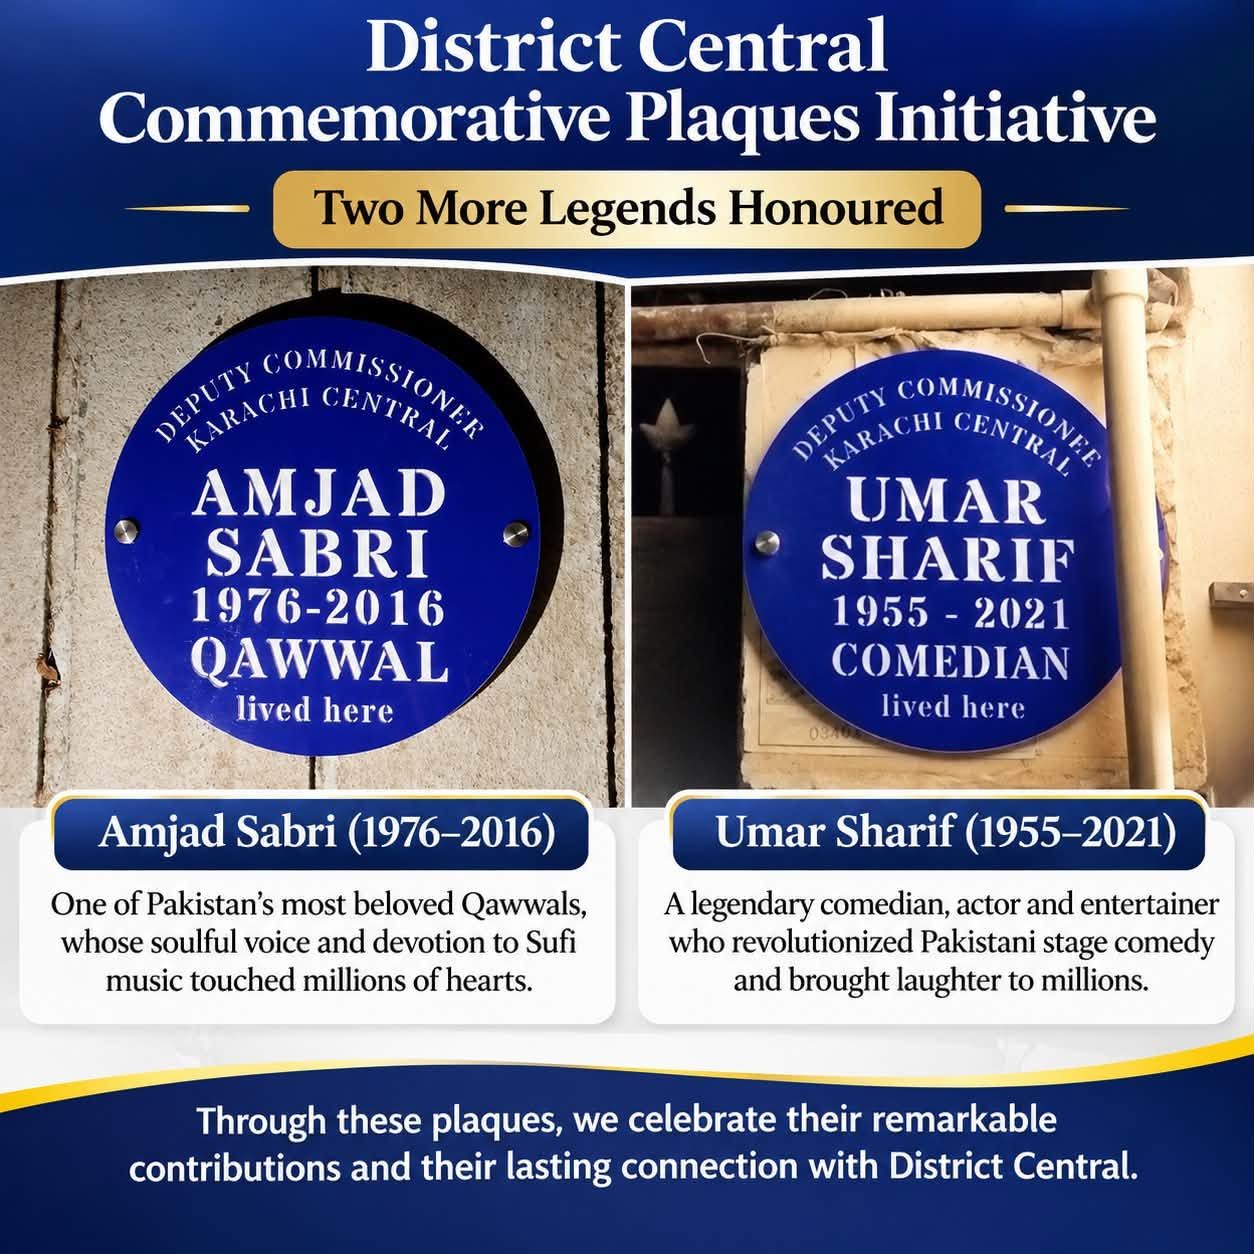 District Central
Commemorative Plaques Initiative
Two More Legends Honoured
DEPUTY COMMISSIONER
KARACHI CENTRAL
AMJAD
SABRI
1976-2016
QAWWAL
lived here
DEPUTY COMMISSIONEE
KARACHI CENTRAL
UMAR
SHARIF
1955 - 2021
COMEDIAN
lived here
Amjad Sabri (1976–2016)
One of Pakistan's most beloved Qawwals,
whose soulful voice and devotion to Sufi
music touched millions of hearts.
Umar Sharif (1955–2021)
A legendary comedian, actor and entertainer
who revolutionized Pakistani stage comedy
and brought laughter to millions.
Through these plaques, we celebrate their remarkable
contributions and their lasting connection with District Central.